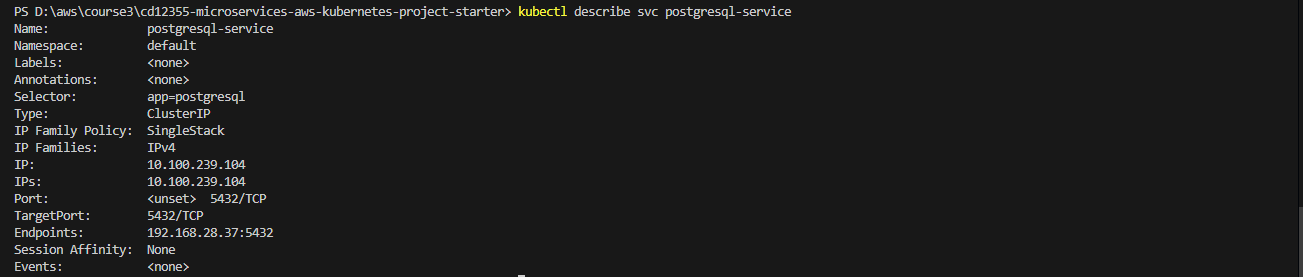 PS D:\aws\course3\cd12355-microservices-aws-kubernetes-project-starter> kubectl describe svc postgresql-service
Name:              postgresql-service
Namespace:         default
Labels:            <none>
Annotations:       <none>
Selector:          app=postgresql
Type:              ClusterIP
IP Family Policy:  SingleStack
IP Families:       IPv4
IP:                10.100.239.104
IPs:               10.100.239.104
Port:              <unset>  5432/TCP
TargetPort:        5432/TCP
Endpoints:         192.168.28.37:5432
Session Affinity:  None
Events:            <none>